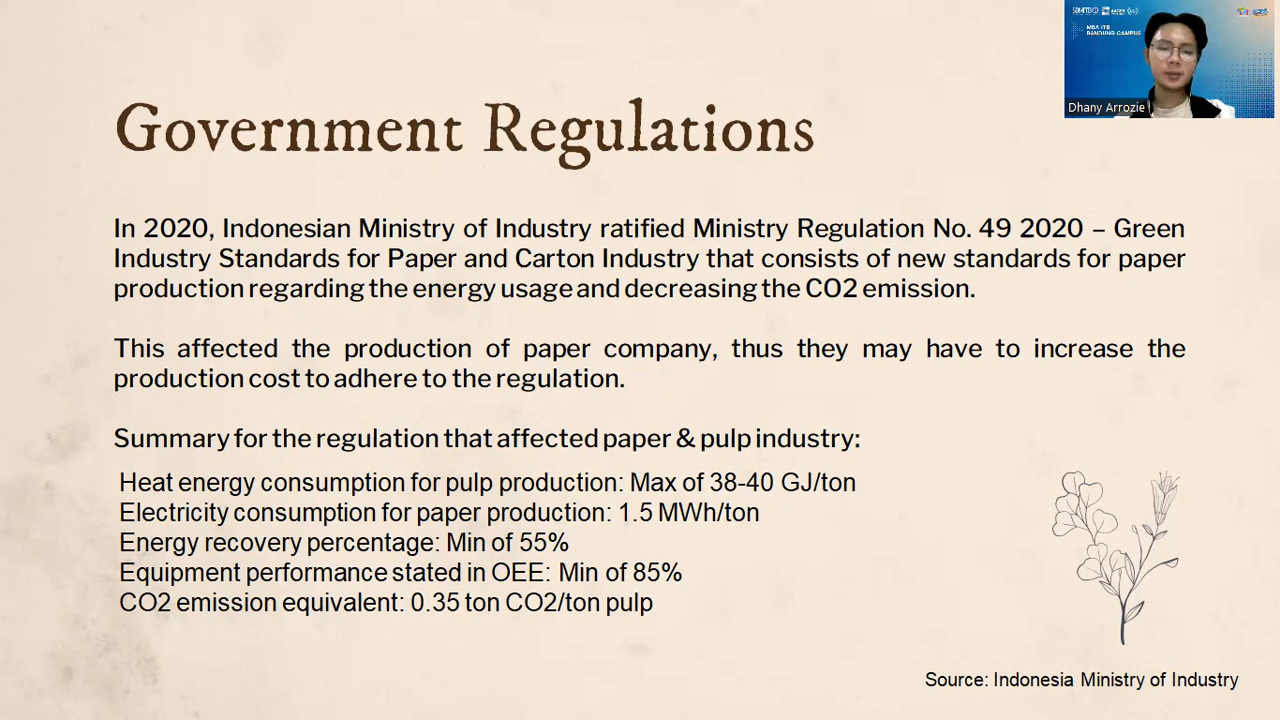 SBMITB
MBA ITB
BANDUNG CAMPUS
Dhany Arrozie
Government Regulations
In 2020, Indonesian Ministry of Industry ratified Ministry Regulation No. 49 2020 – Green
Industry Standards for Paper and Carton Industry that consists of new standards for paper
production regarding the energy usage and decreasing the CO2 emission.
This affected the production of paper company, thus they may have to increase the
production cost to adhere to the regulation.
Summary for the regulation that affected paper & pulp industry:
Heat energy consumption for pulp production: Max of 38-40 GJ/ton
Electricity consumption for paper production: 1.5 MWh/ton
Energy recovery percentage: Min of 55%
Equipment performance stated in OEE: Min of 85%
CO2 emission equivalent: 0.35 ton CO2/ton pulp
Source: Indonesia Ministry of Industry